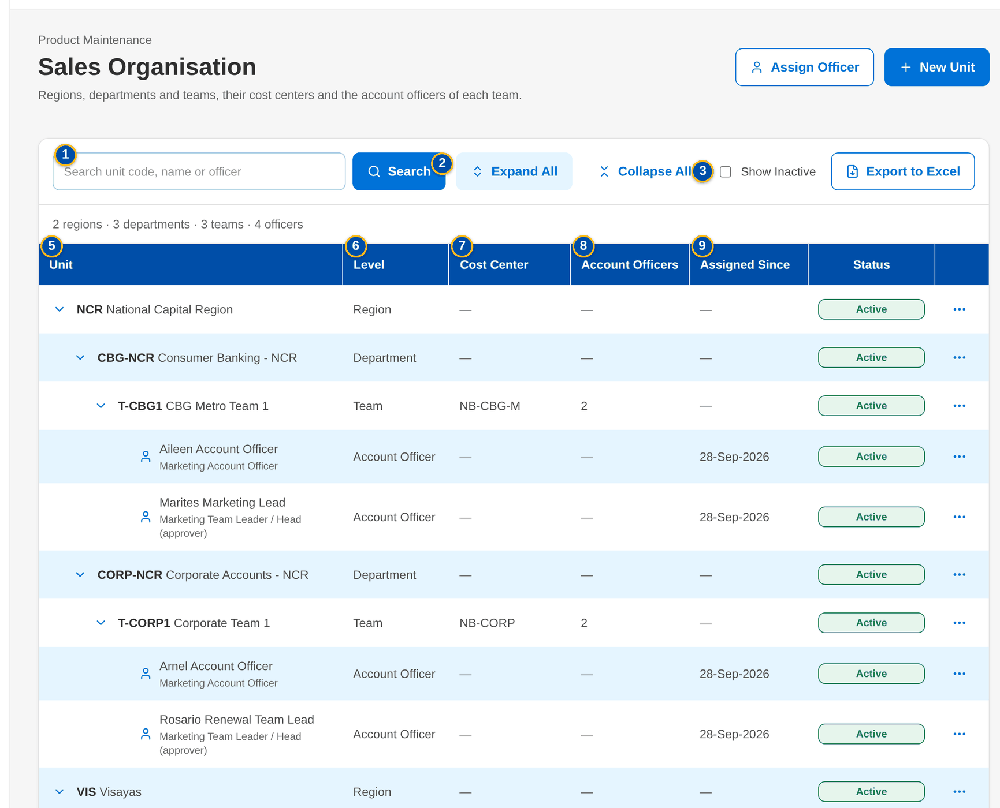 Product Maintenance
Sales Organisation
Regions, departments and teams, their cost centers and the account officers of each team.
Assign Officer
New Unit
1
Search unit code, name or officer
Search
2
Expand All
Collapse All
3
Show Inactive
Export to Excel
2 regions · 3 departments · 3 teams · 4 officers
5 6 7 8 9
Unit Level Cost Center Account Officers Assigned Since Status
NCR National Capital Region Region — — — Active
CBG-NCR Consumer Banking - NCR Department — — — Active
T-CBG1 CBG Metro Team 1 Team NB-CBG-M 2 — Active
Aileen Account Officer
Marketing Account Officer
Account Officer — — 28-Sep-2026 Active
Marites Marketing Lead
Marketing Team Leader / Head
(approver)
Account Officer — — 28-Sep-2026 Active
CORP-NCR Corporate Accounts - NCR Department — — — Active
T-CORP1 Corporate Team 1 Team NB-CORP 2 — Active
Arnel Account Officer
Marketing Account Officer
Account Officer — — 28-Sep-2026 Active
Rosario Renewal Team Lead
Marketing Team Leader / Head
(approver)
Account Officer — — 28-Sep-2026 Active
VIS Visayas Region — — — Active